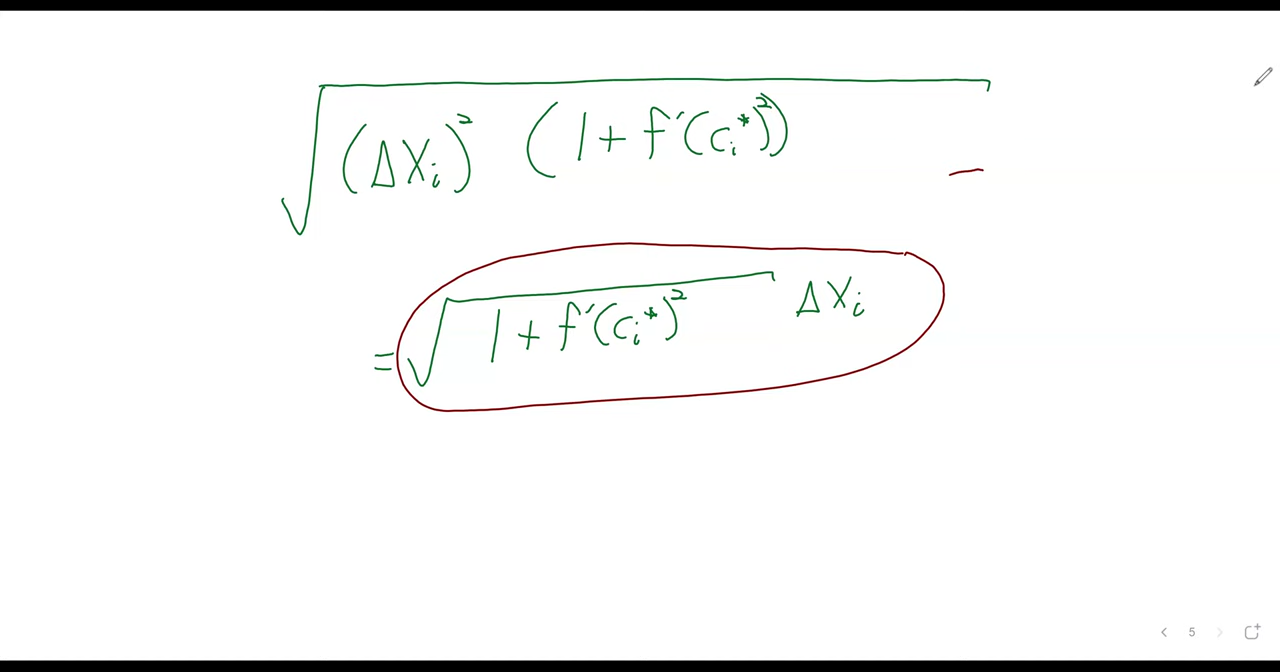 √((ΔXᵢ)² (1 + f'(cᵢ*)²))
= √(1 + f'(cᵢ*)²) ΔXᵢ
5